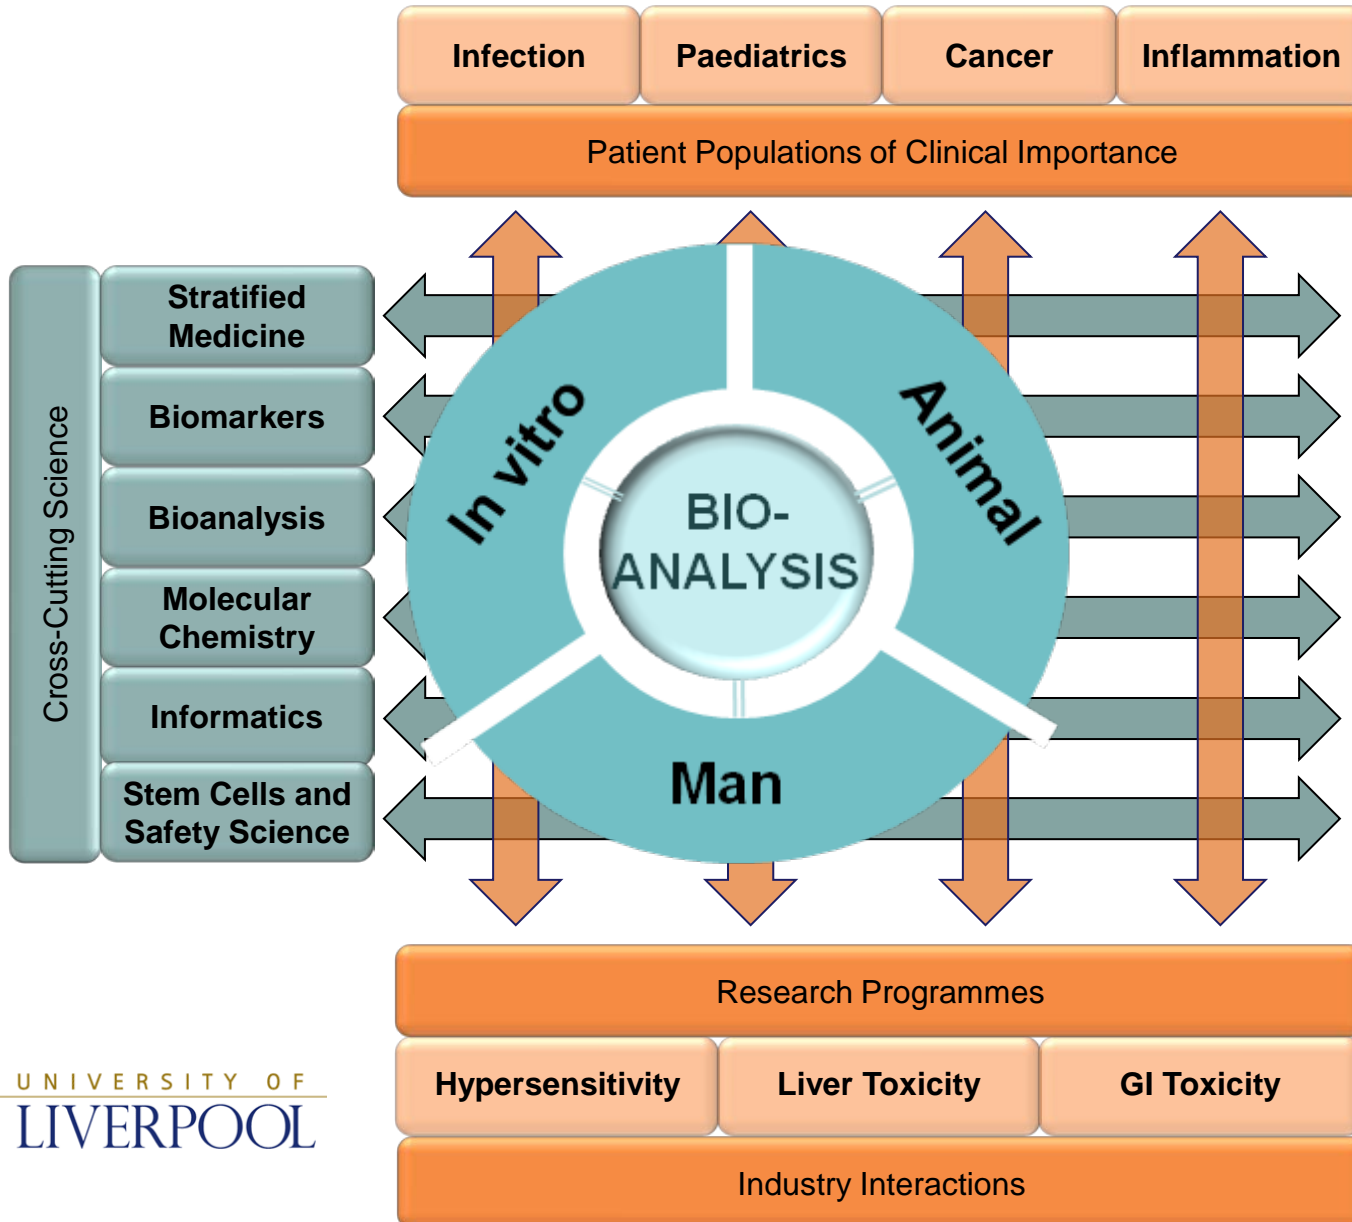 Infection
Paediatrics
Cancer
Inflammation
Patient Populations of Clinical Importance
Cross-Cutting Science
Stratified
Medicine
Biomarkers
Bioanalysis
Molecular
Chemistry
Informatics
Stem Cells and
Safety Science
In vitro
Animal
BIO-
ANALYSIS
Man
Research Programmes
Hypersensitivity
Liver Toxicity
GI Toxicity
Industry Interactions
UNIVERSITY OF
LIVERPOOL